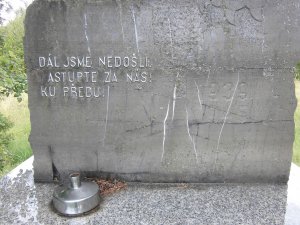 DÁL JSME NEDOŠLI,
ASTUPTE ZA NÁS
KU PŘEDU!